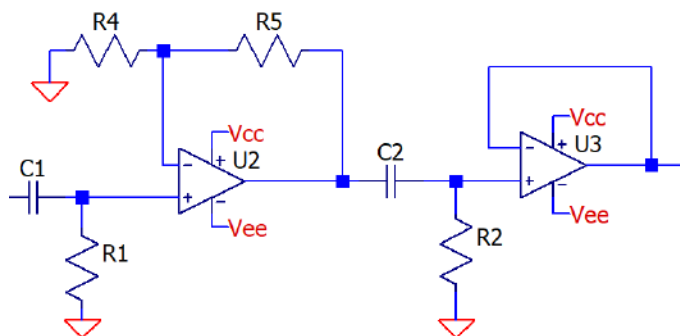 R4
R5
Vcc
Vcc
C1
-
+
U2
C2
-
+
U3
+
-
+
-
R1
Vee
R2
Vee